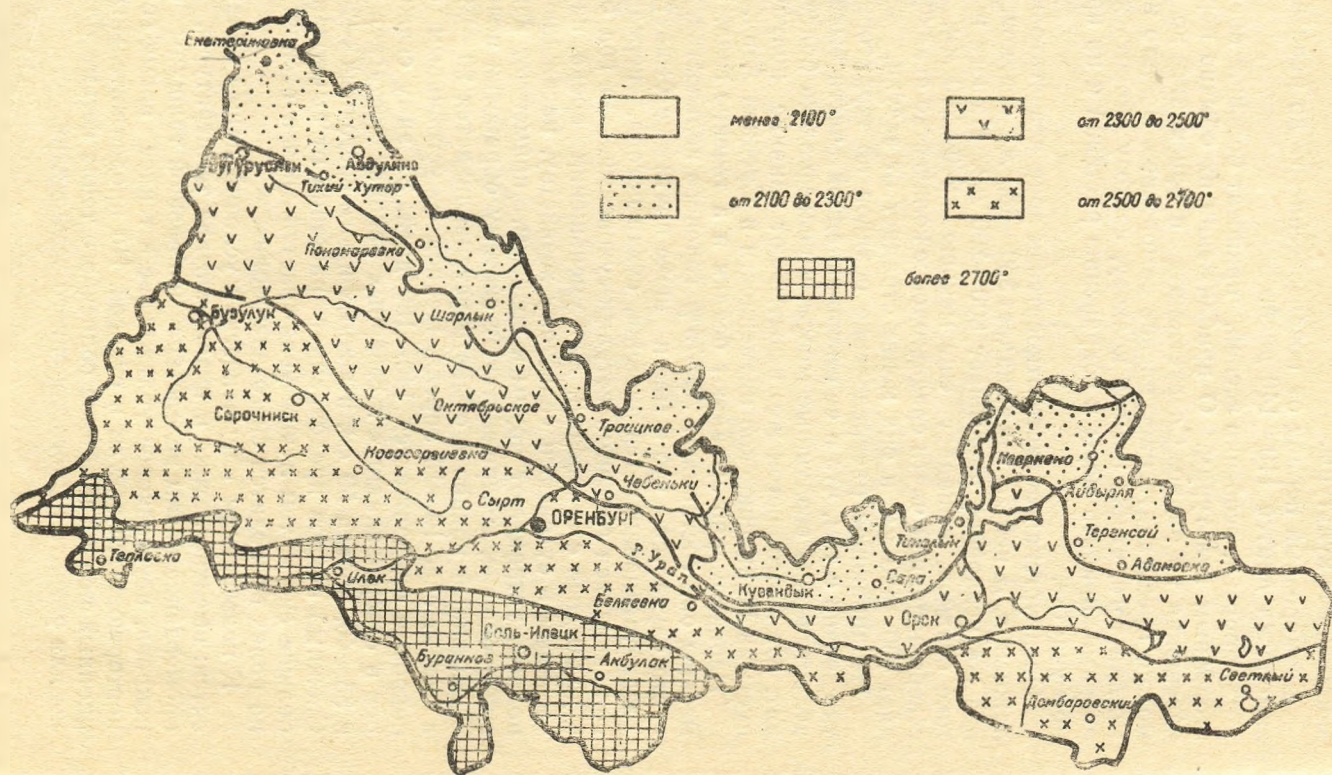 Екатериновка
менее 2100°
от 2300 до 2500°
Бугуруслан
Абдулино
Тихий Хутор
от 2100 до 2300°
от 2500 до 2700°
Пономаревка
более 2700°
Бузулук
Шарлык
Сорочинск
Октябрьское
Троицкое
Новосергиевка
Кваркено
Чебеньки
Айдырля
Сырт
ОРЕНБУРГ
Теренсай
Тепловка
Р. Урал
Адамовка
Илек
Сара
Кувандык
Беляевка
Орск
Соль-Илецк
Буранное
Акбулак
Светлый
Домбаровский